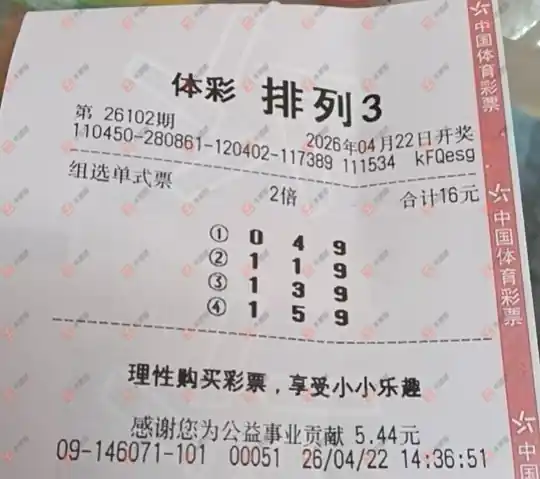 体彩 排列3
第 26102期
2026年04月22日开奖
110450-280861-120402-117389 111534 kFQesg
组选单式票 2倍 合计16元
① 0 4 9
② 1 1 9
③ 1 3 9
④ 1 5 9
理性购买彩票，享受小小乐趣
感谢您为公益事业贡献 5.44元
09-146071-101 00051 26/04/22 14:36:51
中国体育彩票
中国体育彩票
中国